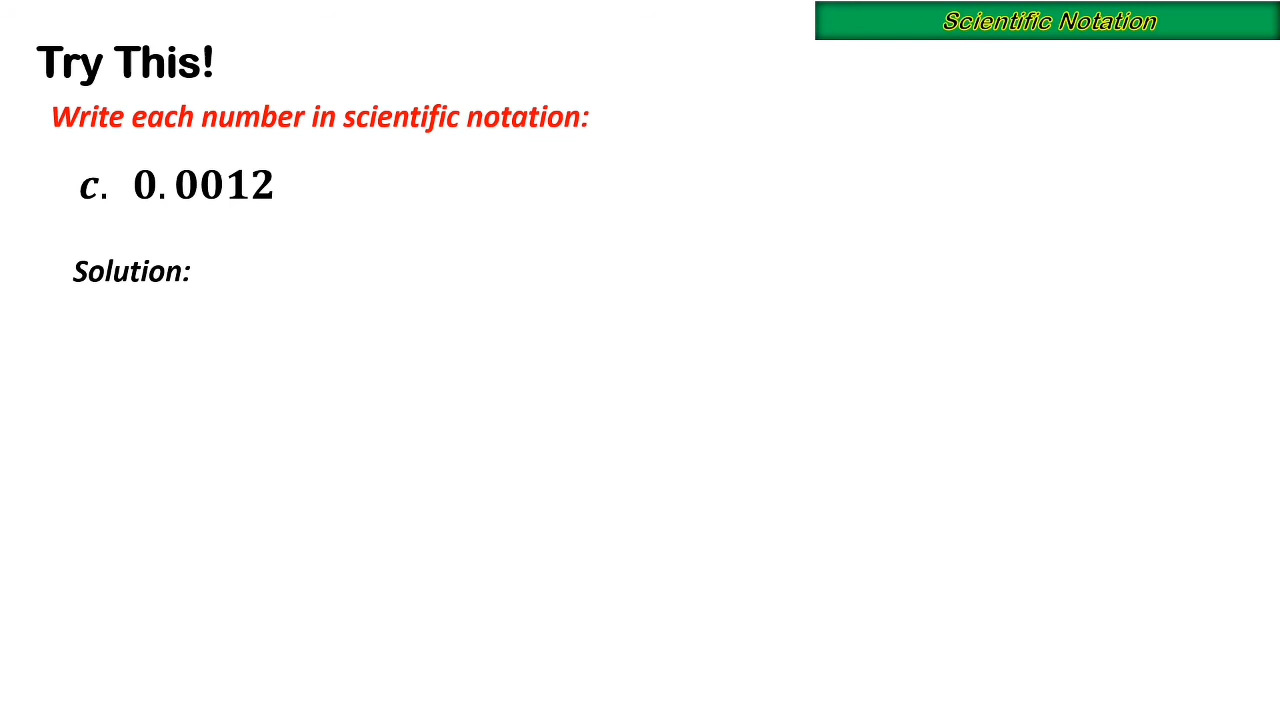 Scientific Notation
Try This!
Write each number in scientific notation:
c. 0.0012
Solution: